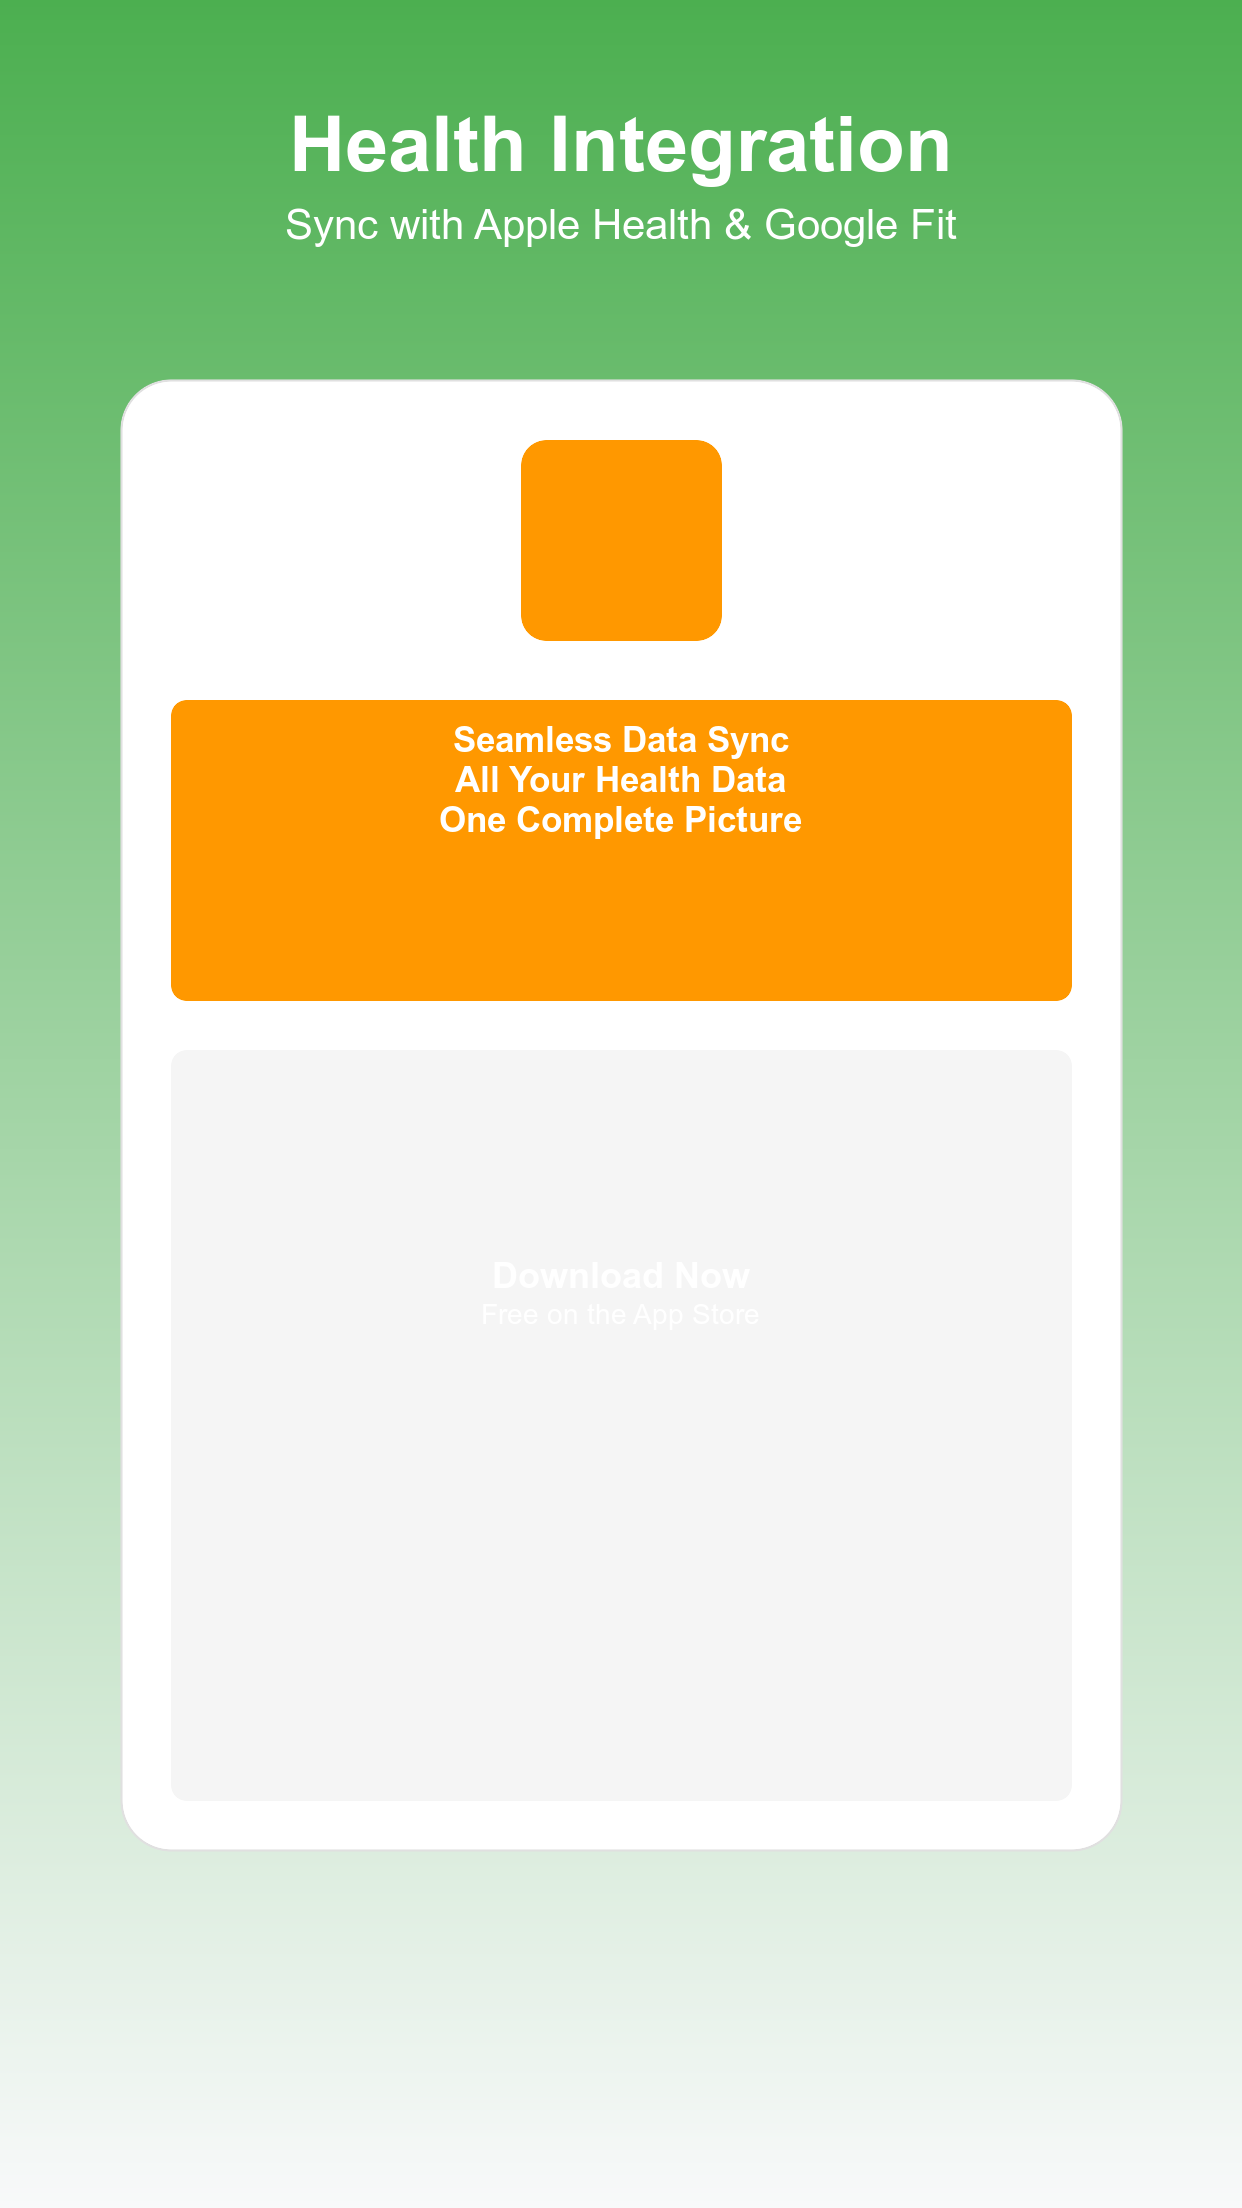 Health Integration
Sync with Apple Health & Google Fit
Seamless Data Sync
All Your Health Data
One Complete Picture
Download Now
Free on the App Store